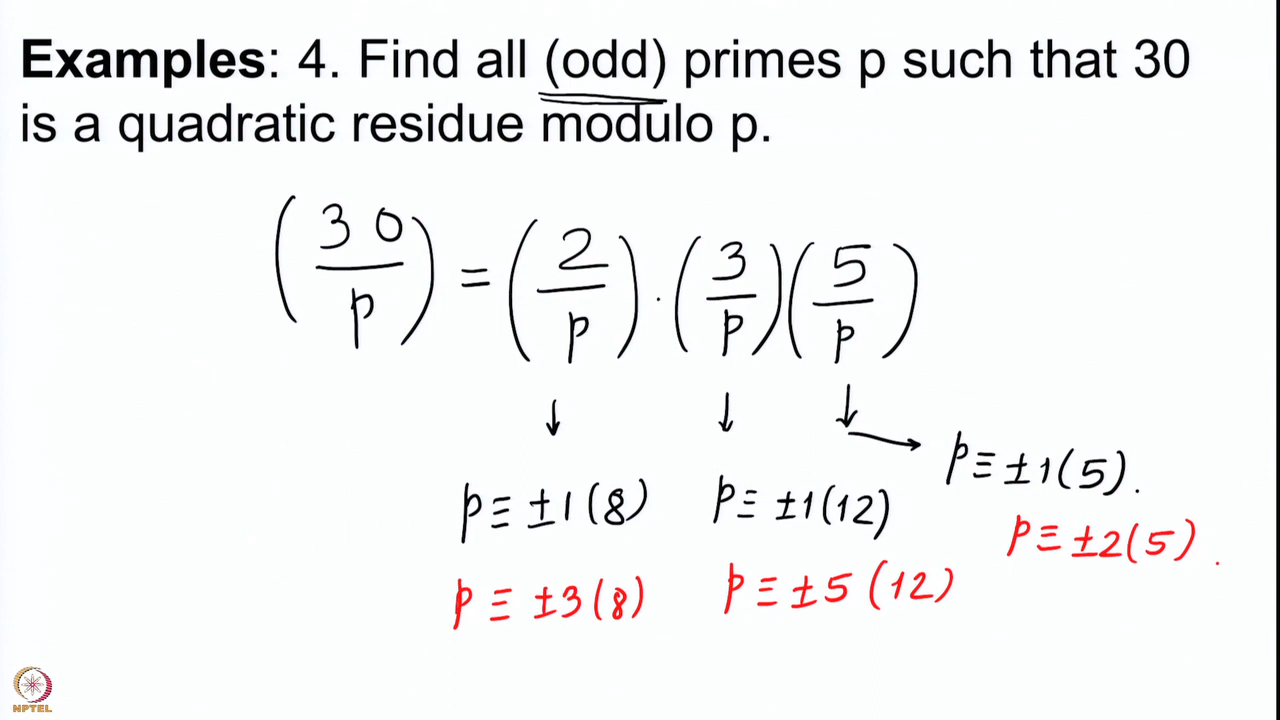 Examples: 4. Find all (odd) primes p such that 30
is a quadratic residue modulo p.
(30/p) = (2/p) · (3/p)(5/p)
↓ ↓ ↓ → p ≡ ±1(5).
p ≡ ±1(8) p ≡ ±1(12)
p ≡ ±2(5).
p ≡ ±3(8) p ≡ ±5(12)
NPTEL